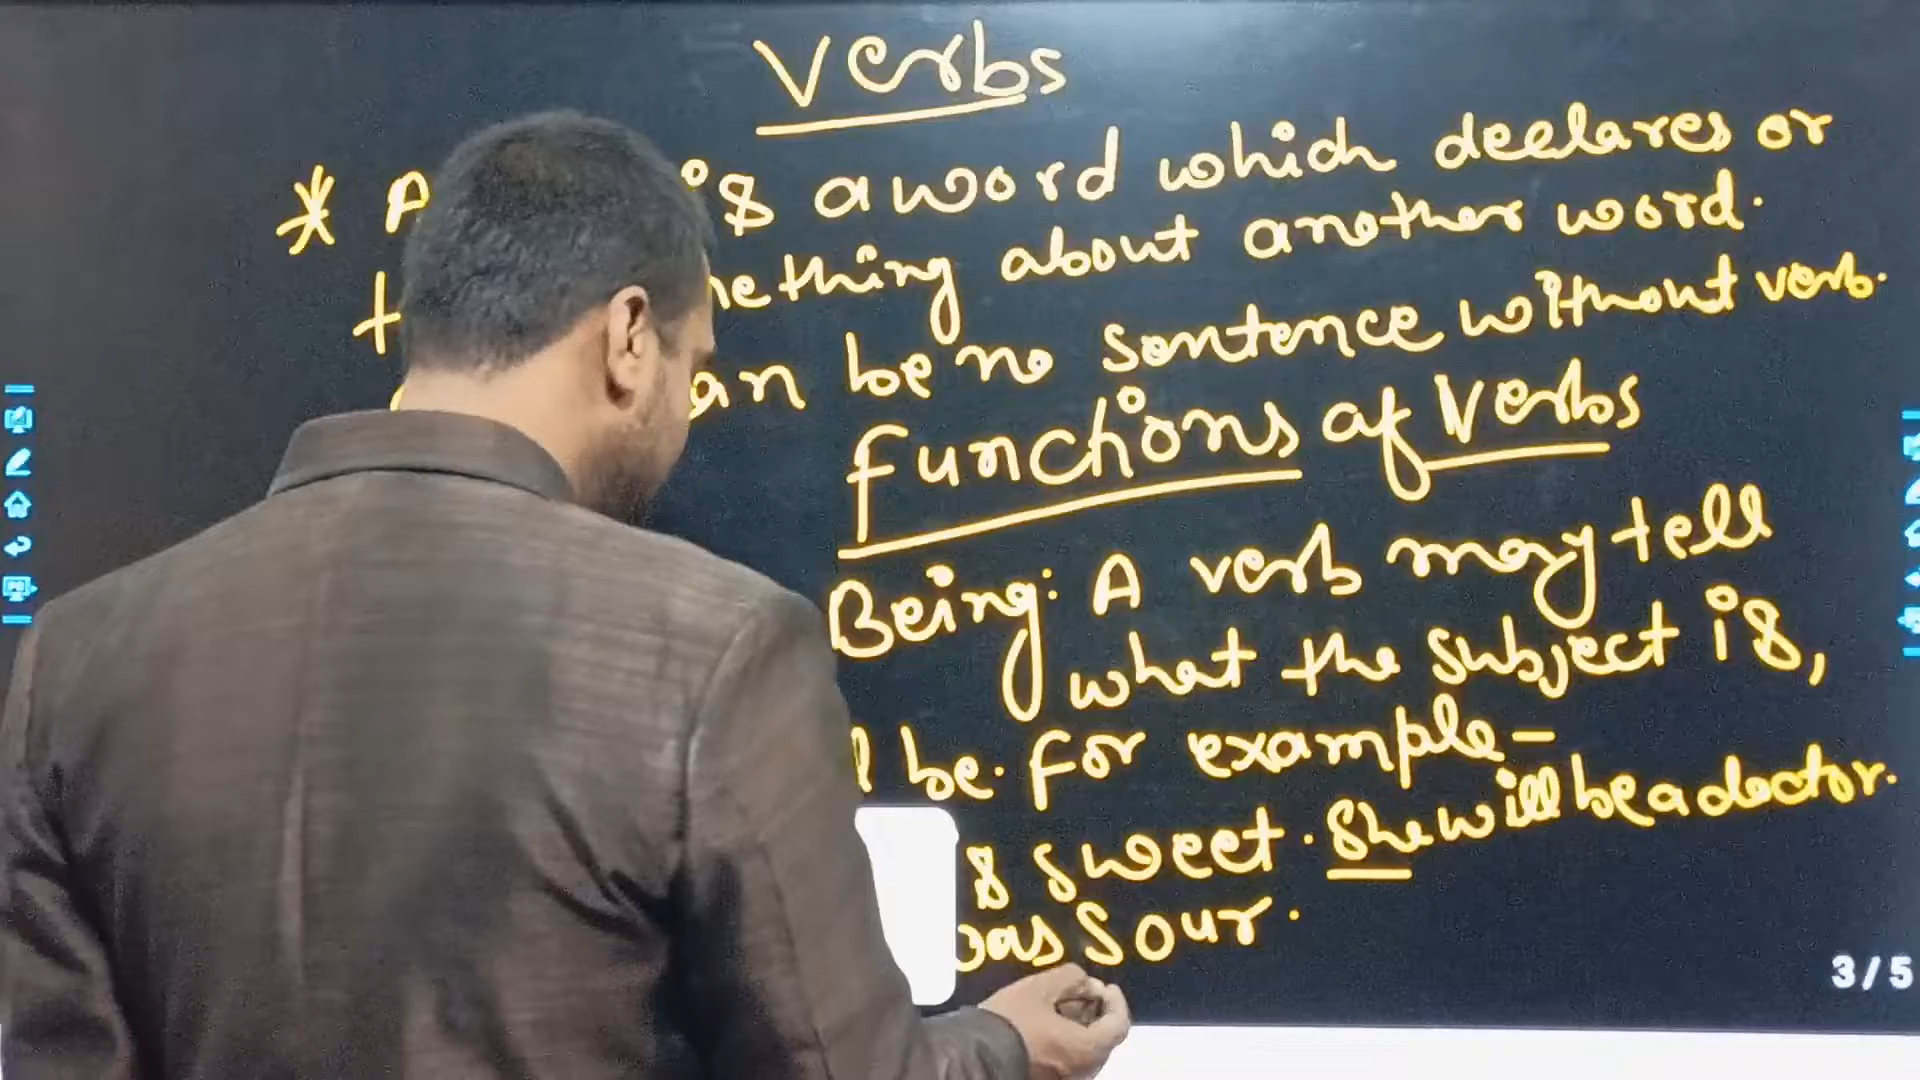 Verbs
* A is a word which declares or
something about another word.
can be no sentence without verb.
Functions of Verbs
Being: A verb may tell
what the subject is,
be. For example-
is sweet. She will be a doctor.
was Sour.
3/5